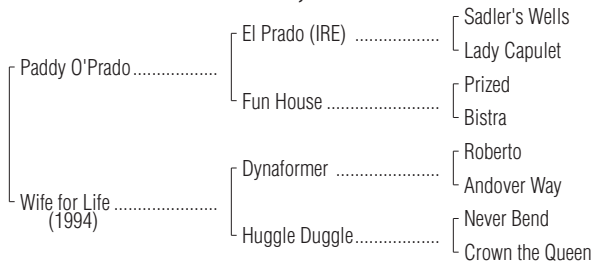 Sadler's Wells
El Prado (IRE) ..................
Lady Capulet
Paddy O'Prado..................
Prized
Fun House ........................
Bistra
Roberto
Dynaformer ......................
Andover Way
Wife for Life ......................
(1994)
Never Bend
Huggle Duggle..................
Crown the Queen